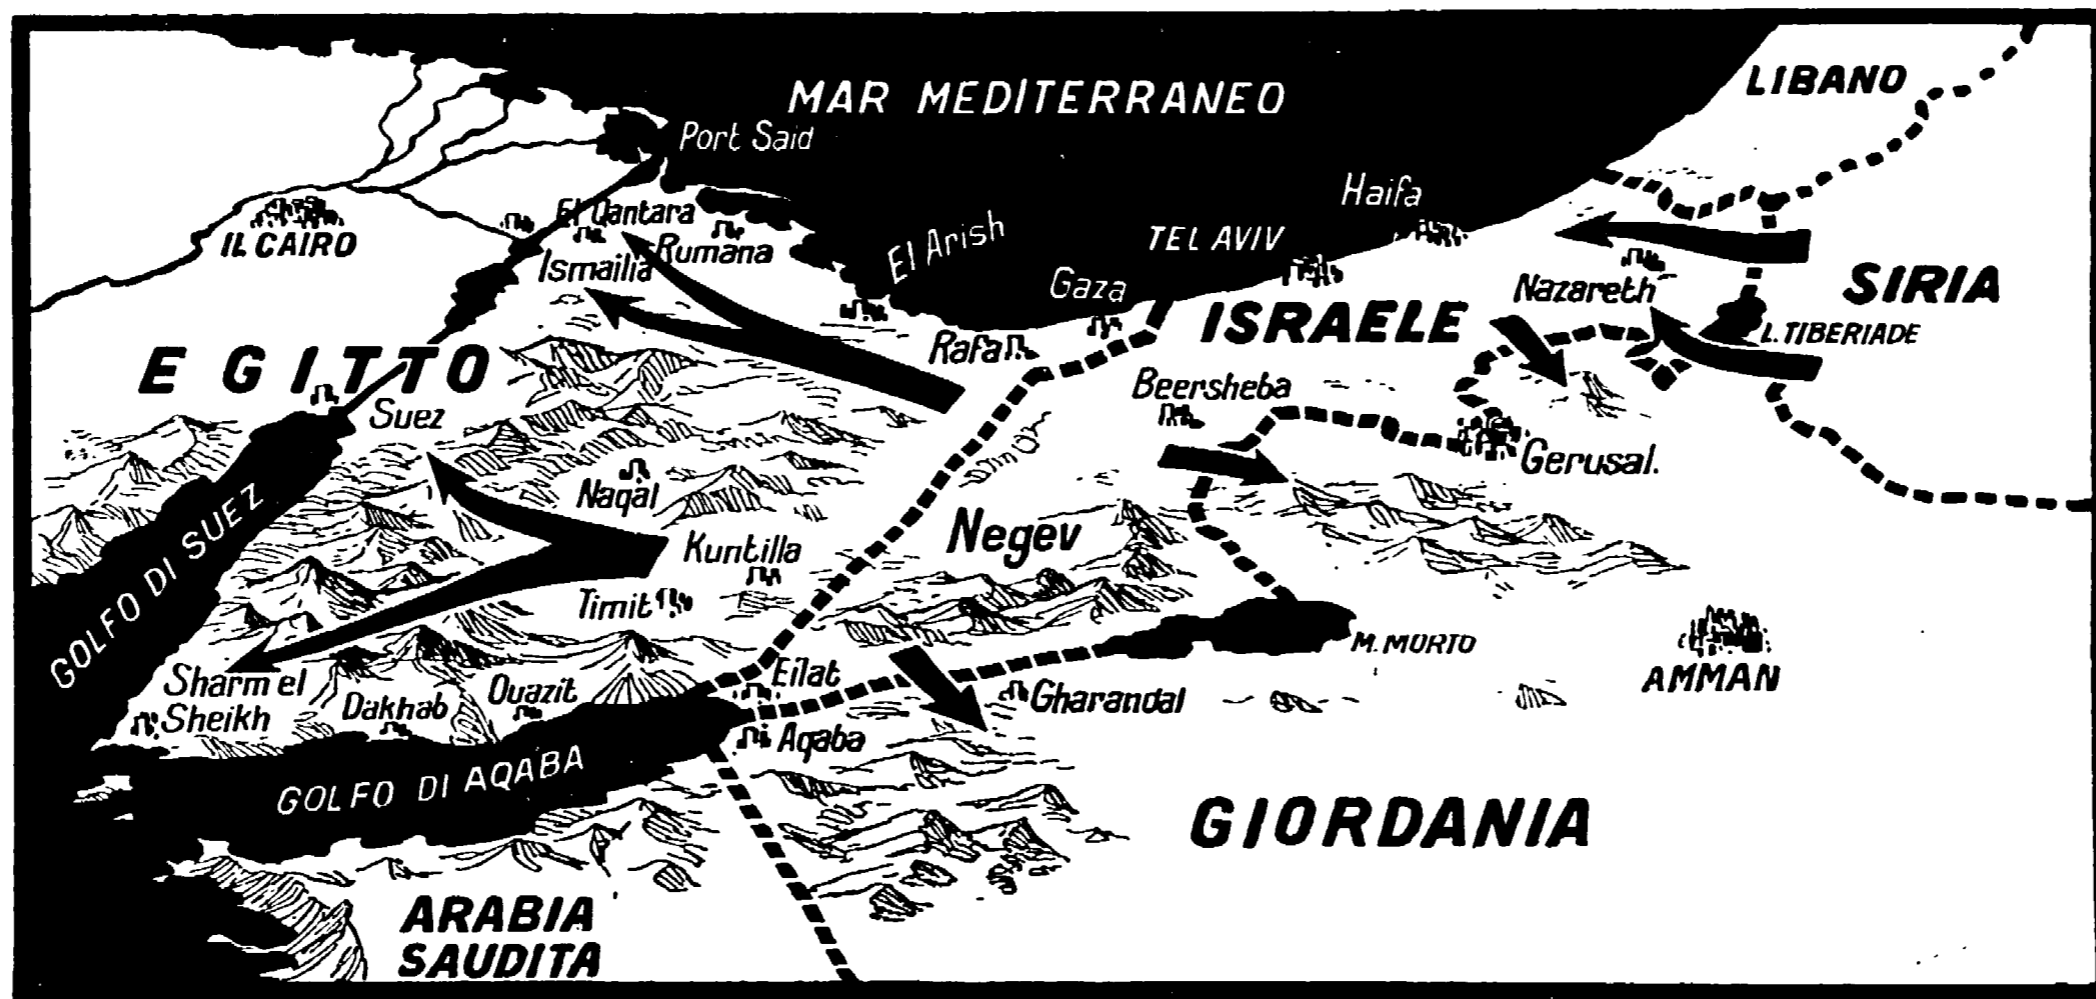 LIBANO
MAR MEDITERRANEO
Port Said
Haifa
El Qantara
Rumana
IL CAIRO
El Arish
TEL AVIV
Ismailia
Gaza
Nazareth
SIRIA
ISRAELE
L. TIBERIADE
Rafa
EGITTO
Beersheba
Suez
Gerusal.
Naqal
GOLFO DI SUEZ
Negev
Kuntilla
Timit
M. MORTO
Sharm el
Sheikh
Eilat
AMMAN
Ouazit
Dakhab
Gharandal
Aqaba
GOLFO DI AQABA
GIORDANIA
ARABIA
SAUDITA